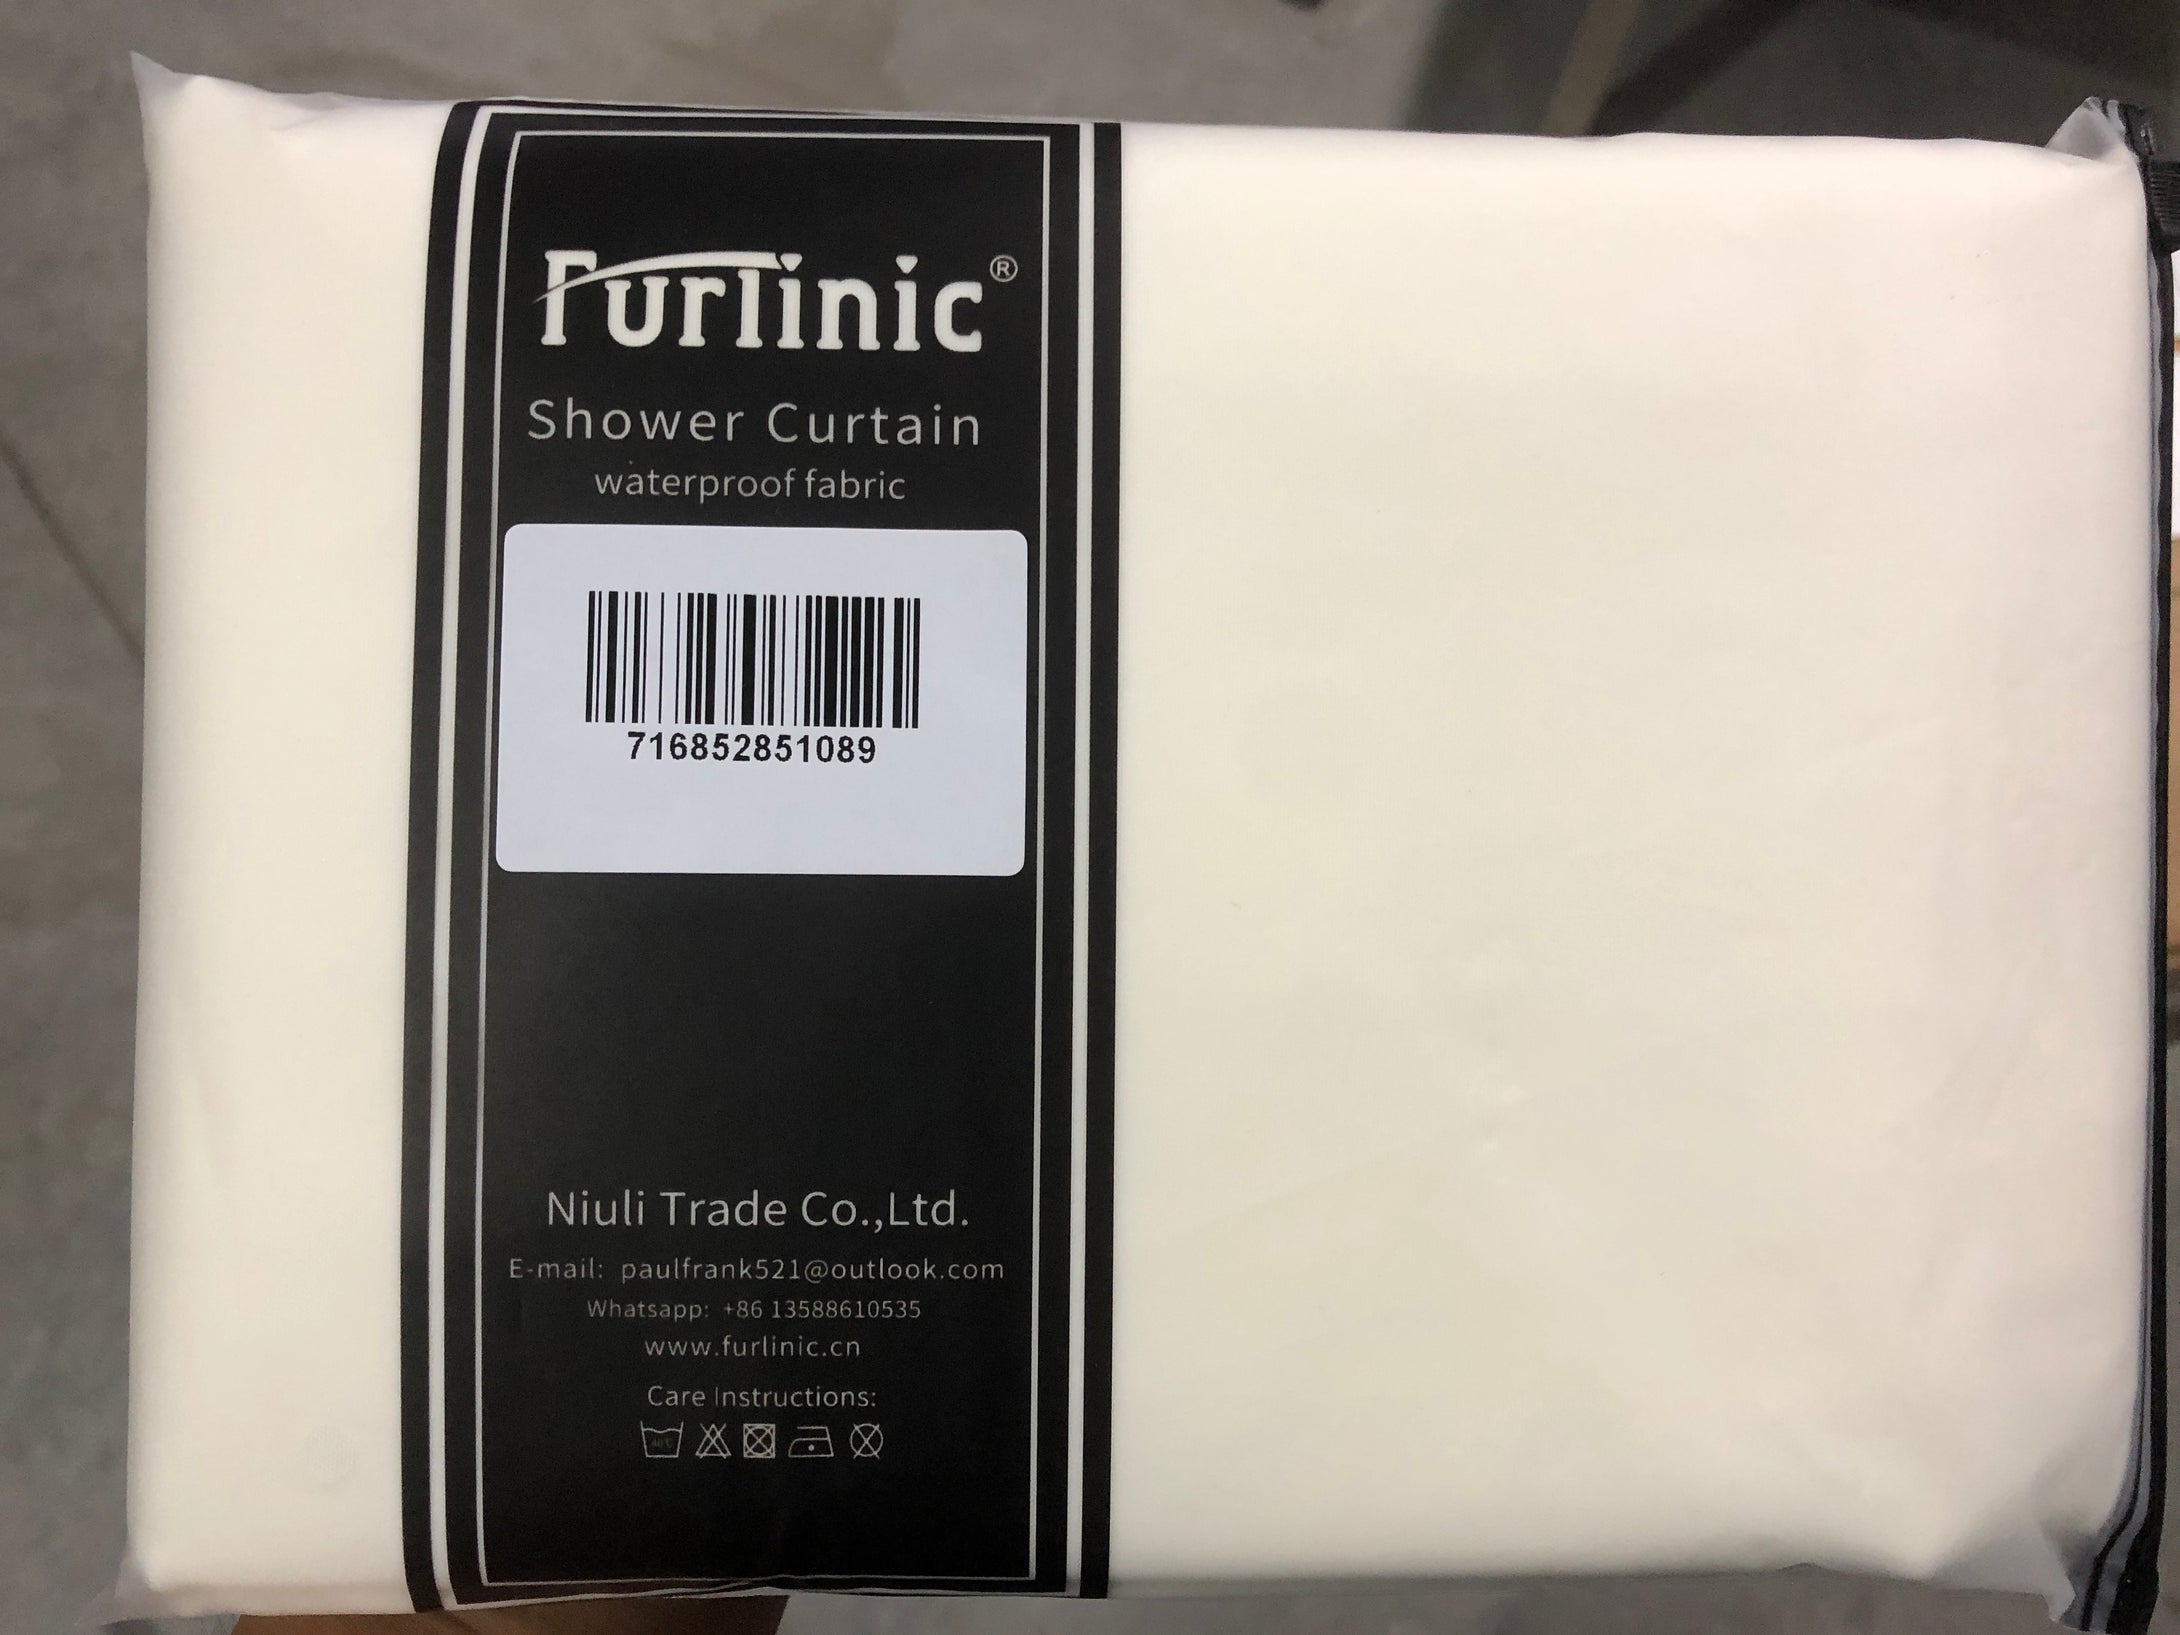 Furlinic®
Shower Curtain
waterproof fabric
716852851089
Niuli Trade Co.,Ltd.
E-mail: paulfrank521@outlook.com
Whatsapp: +86 13588610535
www.furlinic.cn
Care Instructions:
40°C